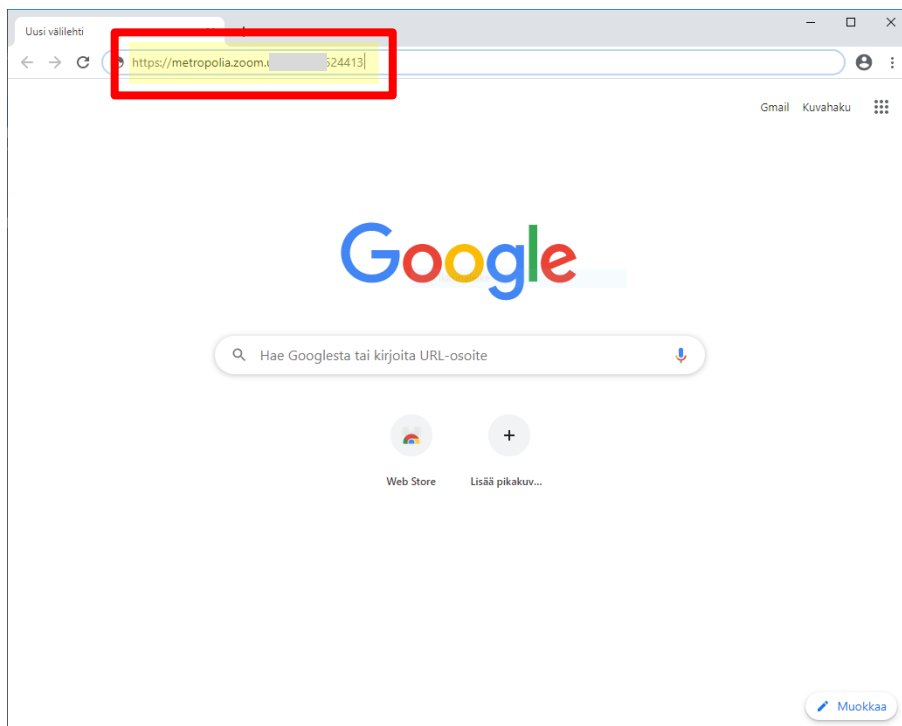 Uusi välilehti
https://metropolia.zoom.u 524413
Gmail Kuvahaku
Google
Hae Googlesta tai kirjoita URL-osoite
Web Store Lisää pikakuv...
Muokkaa